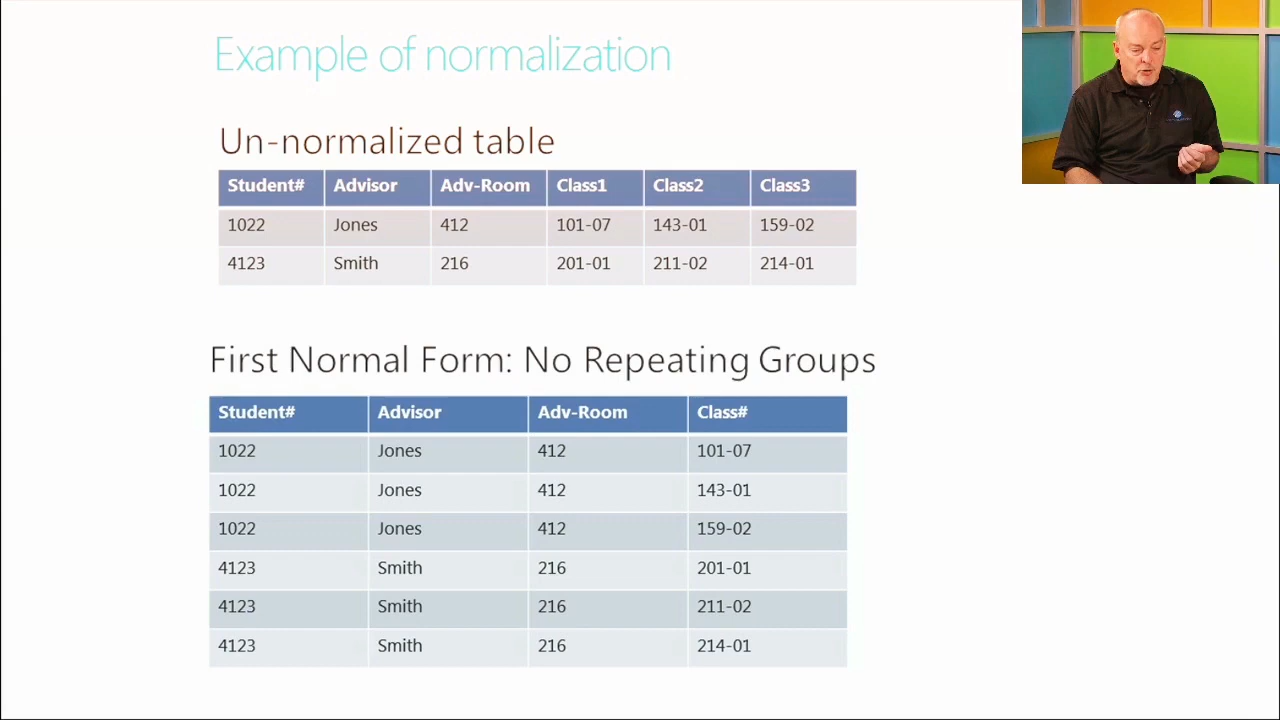 Example of normalization
Un-normalized table
Student# Advisor Adv-Room Class1 Class2 Class3
1022 Jones 412 101-07 143-01 159-02
4123 Smith 216 201-01 211-02 214-01
First Normal Form: No Repeating Groups
Student# Advisor Adv-Room Class#
1022 Jones 412 101-07
1022 Jones 412 143-01
1022 Jones 412 159-02
4123 Smith 216 201-01
4123 Smith 216 211-02
4123 Smith 216 214-01